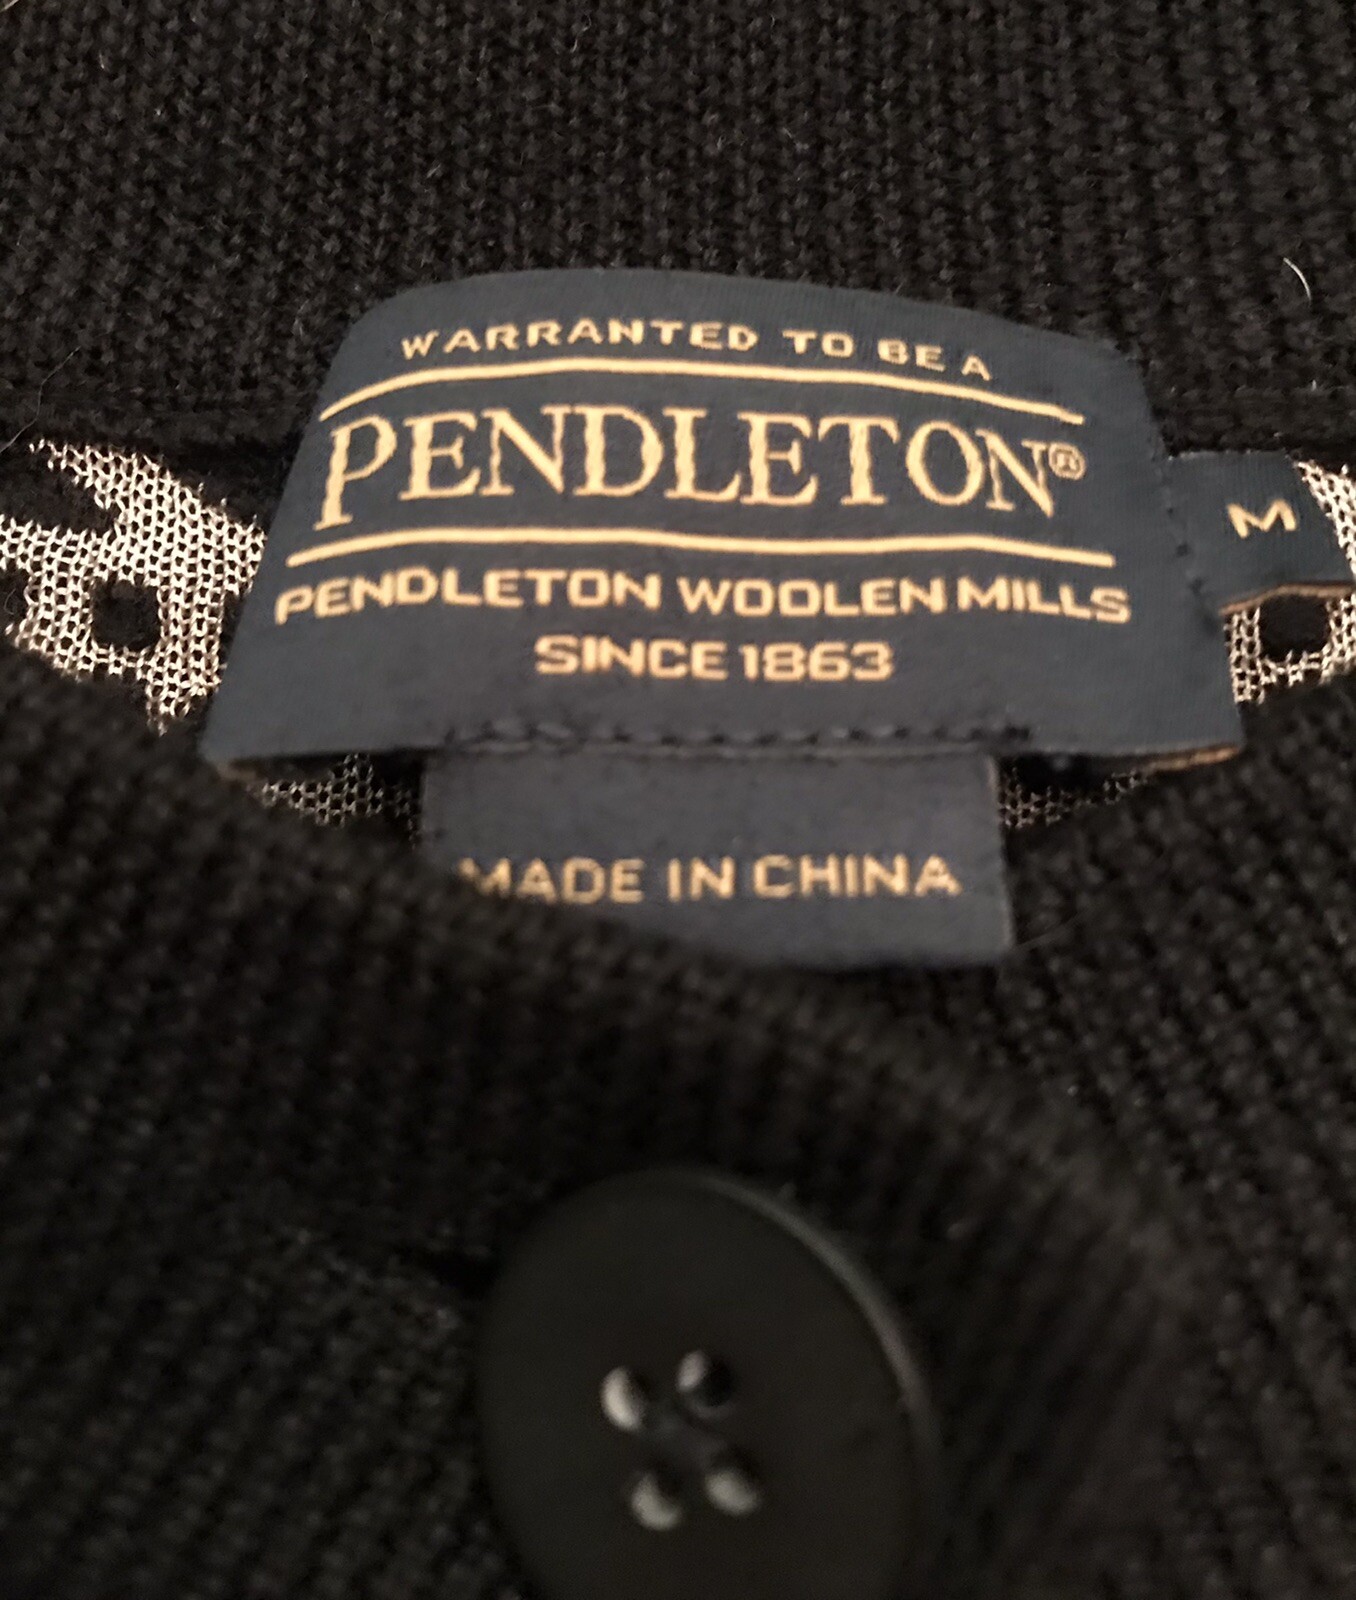 WARRANTED TO BE A
PENDLETON®
M
PENDLETON WOOLEN MILLS
SINCE 1863
MADE IN CHINA